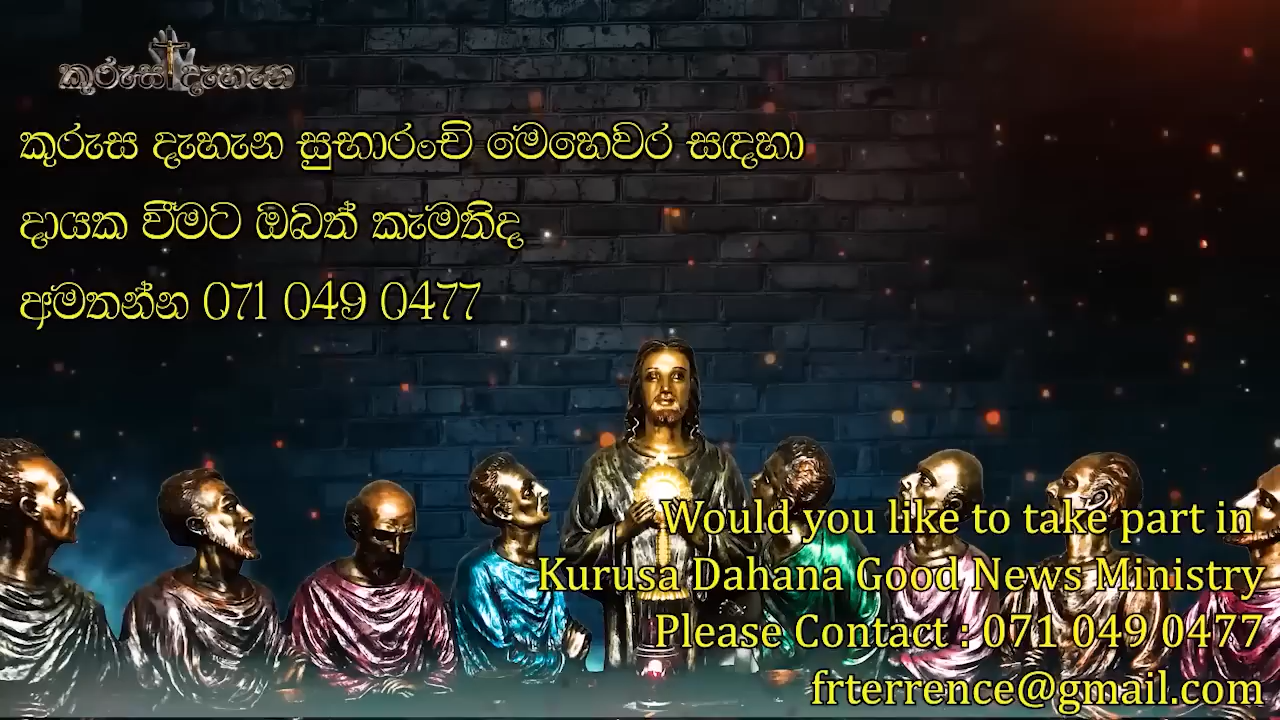 කුරුස දැහැන
කුරුස දැහැන සුභාරංචි මෙහෙවර සඳහා
දායක වීමට ඔබත් කැමතිද
අමතන්න 071 049 0477
Would you like to take part in
Kurusa Dahana Good News Ministry
Please Contact : 071 049 0477
frterrence@gmail.com